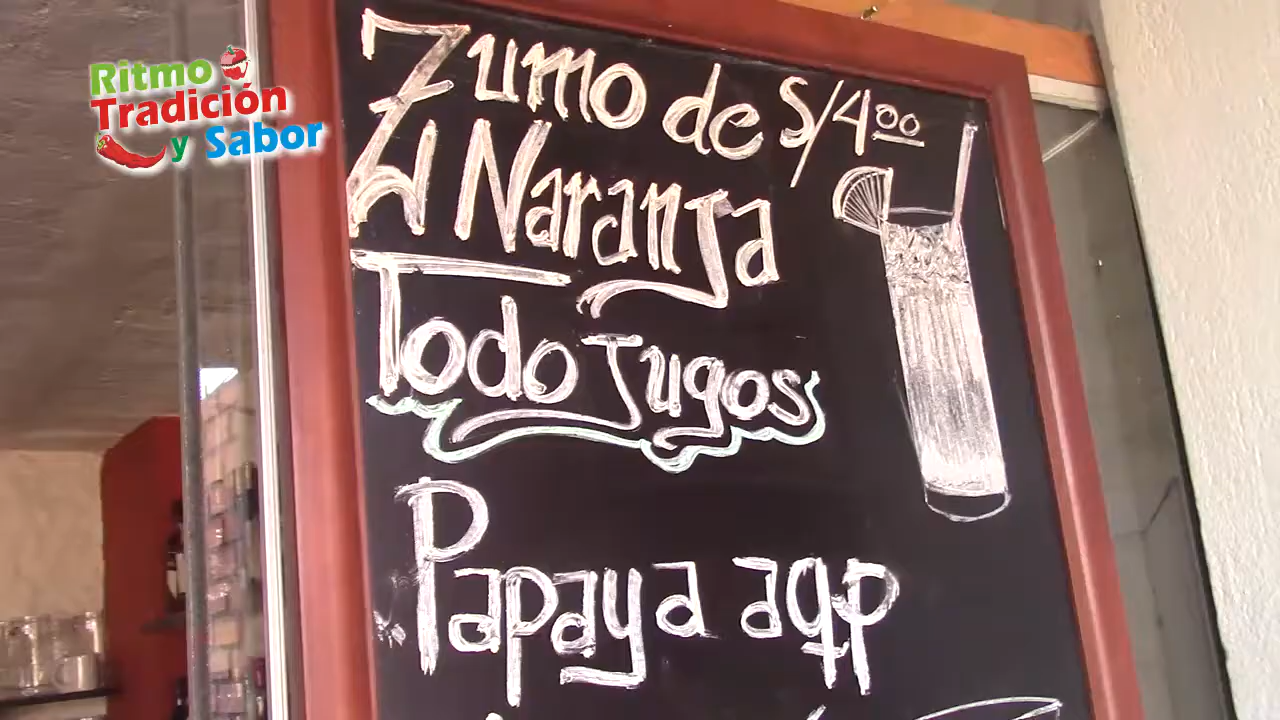 Ritmo
Tradición
y Sabor
Zumo de S/4.00
Naranja
Todo Jugos
Papaya aqp